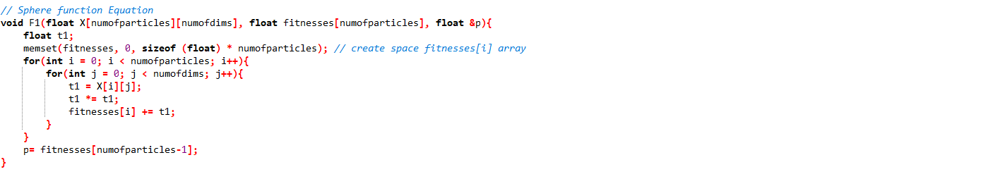 // Sphere function Equation
void F1(float X[numofparticles][numofdims], float fitnesses[numofparticles], float &p){
    float t1;
    memset(fitnesses, 0, sizeof (float) * numofparticles); // create space fitnesses[i] array
    for(int i = 0; i < numofparticles; i++){
        for(int j = 0; j < numofdims; j++){
            t1 = X[i][j];
            t1 *= t1;
            fitnesses[i] += t1;
        }
    }
    p= fitnesses[numofparticles-1];
}